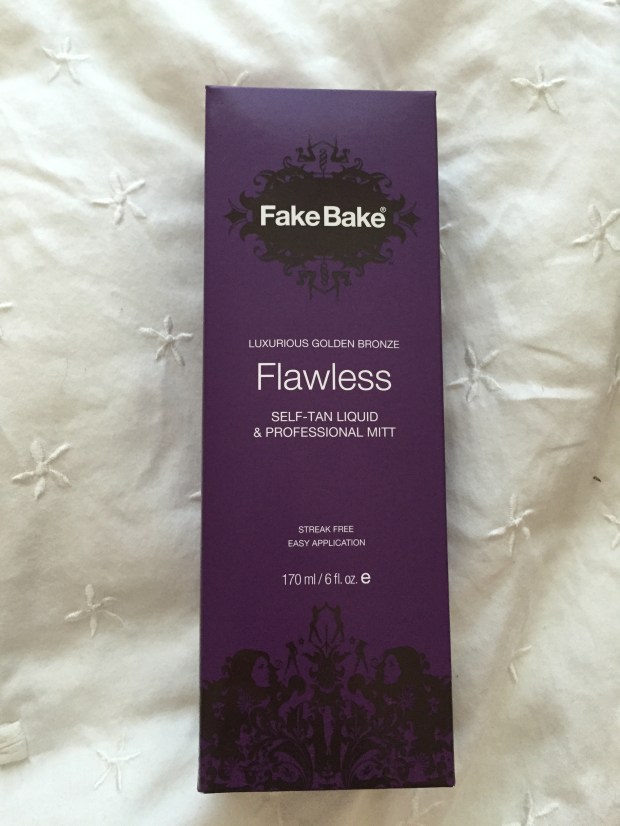 Fake Bake®
LUXURIOUS GOLDEN BRONZE
Flawless
SELF-TAN LIQUID
& PROFESSIONAL MITT
STREAK FREE
EASY APPLICATION
170 ml / 6 fl. oz. ℮